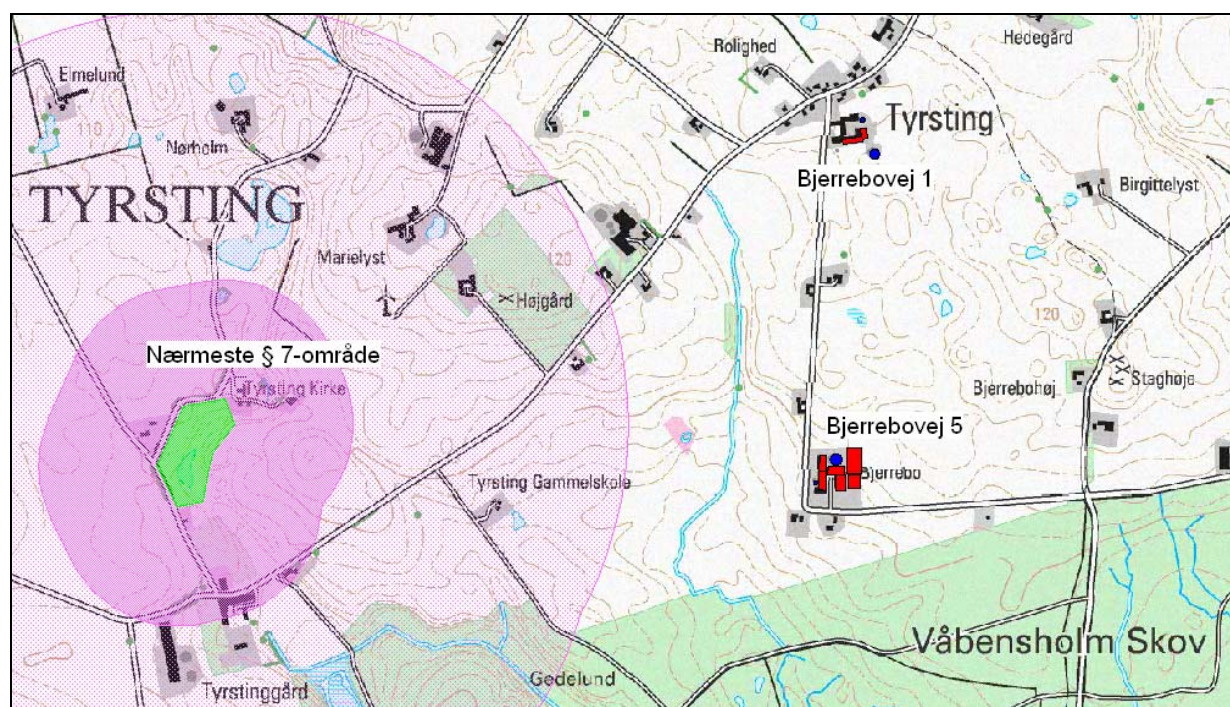 Hedegård
Rolighed
Elmelund
110
Tyrsting
Nørholm
Bjerrebovej 1
Birgittelyst
TYRSTING
Marielyst
120
Højgård
120
Nærmeste § 7-område
Tyrsting Kirke
Bjerrebohøj
Staghøje
Bjerrebovej 5
Bjerrebo
Tyrsting Gammelskole
Våbensholm Skov
Gedelund
Tyrstinggård